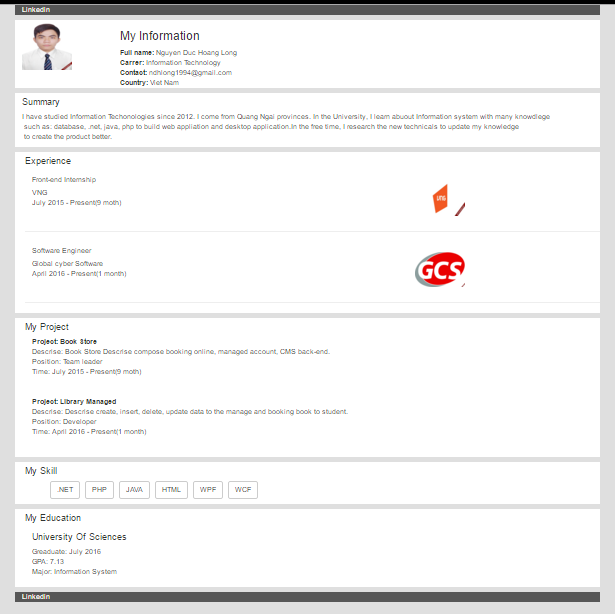 Linkedin
My Information
Full name: Nguyen Duc Hoang Long
Carrer: Information Technology
Contact: ndhlong1994@gmail.com
Country: Viet Nam
Summary
I have studied Information Techonologies since 2012. I come from Quang Ngai provinces. In the University, I learn abuout Information system with many knowdlege
such as: database, .net, java, php to build web appliation and desktop application.In the free time, I research the new technicals to update my knowledge
to create the product better.
Experience
Front-end Internship
VNG
July 2015 - Present(9 moth)
VNG
Software Engineer
Global cyber Software
April 2016 - Present(1 month)
GCS
My Project
Project: Book Store
Descrise: Book Store Descrise compose booking online, managed account, CMS back-end.
Position: Team leader
Time: July 2015 - Present(9 moth)
Project: Library Managed
Descrise: Descrise create, insert, delete, update data to the manage and booking book to student.
Position: Developer
Time: April 2016 - Present(1 month)
My Skill
.NET PHP JAVA HTML WPF WCF
My Education
University Of Sciences
Greaduate: July 2016
GPA: 7.13
Major: Information System
Linkedin